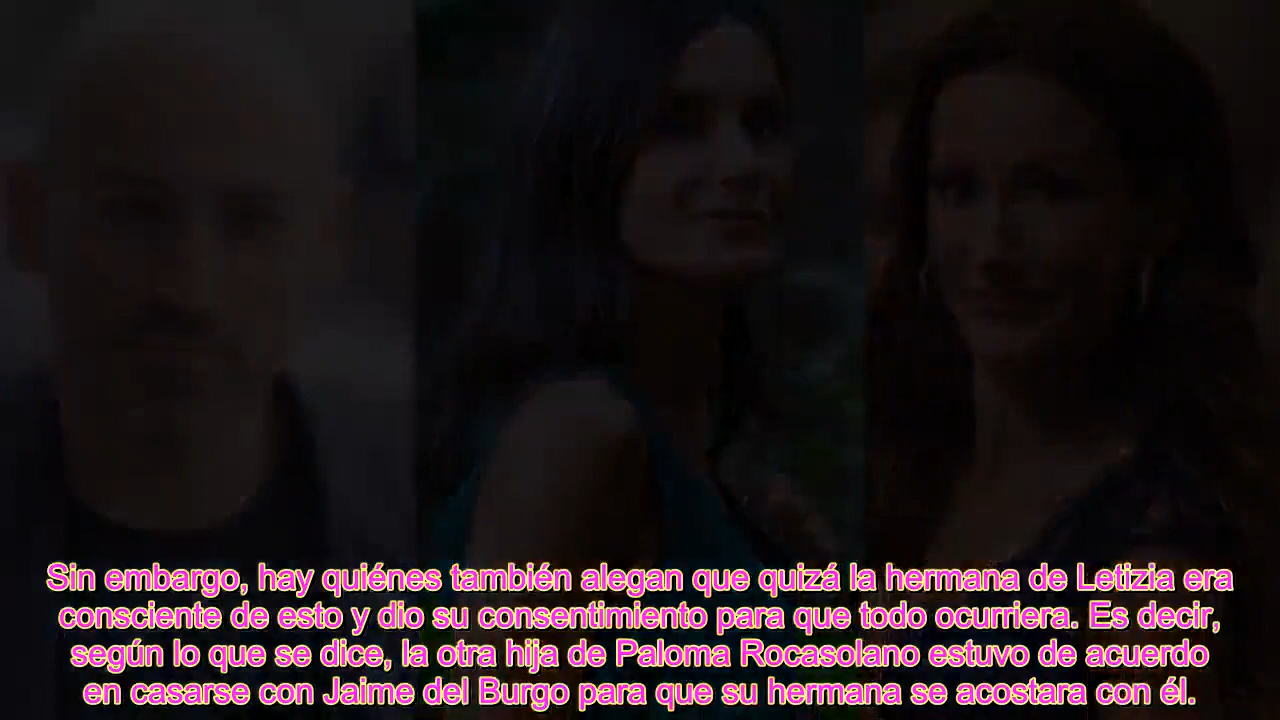 Sin embargo, hay quiénes también alegan que quizá la hermana de Letizia era
consciente de esto y dio su consentimiento para que todo ocurriera. Es decir,
según lo que se dice, la otra hija de Paloma Rocasolano estuvo de acuerdo
en casarse con Jaime del Burgo para que su hermana se acostara con él.